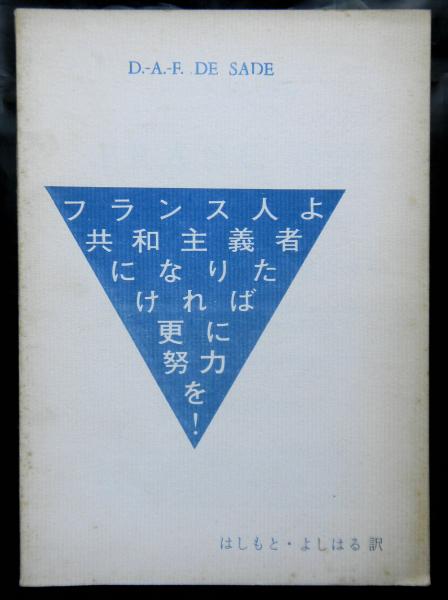 D.-A.-F. DE SADE
フランス人よ
共和主義者
になりた
ければ
更に
努力
を
!
はしもと・よしはる 訳